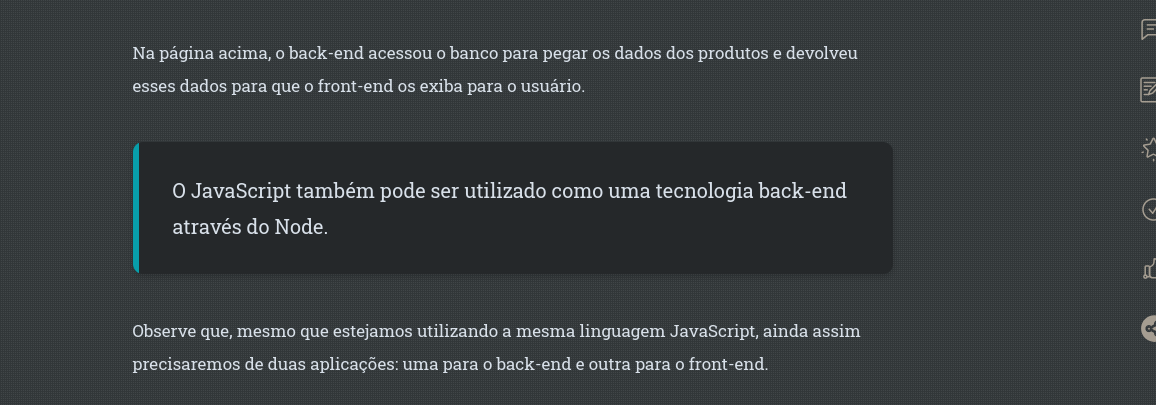 Na página acima, o back-end acessou o banco para pegar os dados dos produtos e devolveu
esses dados para que o front-end os exiba para o usuário.
O JavaScript também pode ser utilizado como uma tecnologia back-end
através do Node.
Observe que, mesmo que estejamos utilizando a mesma linguagem JavaScript, ainda assim
precisaremos de duas aplicações: uma para o back-end e outra para o front-end.